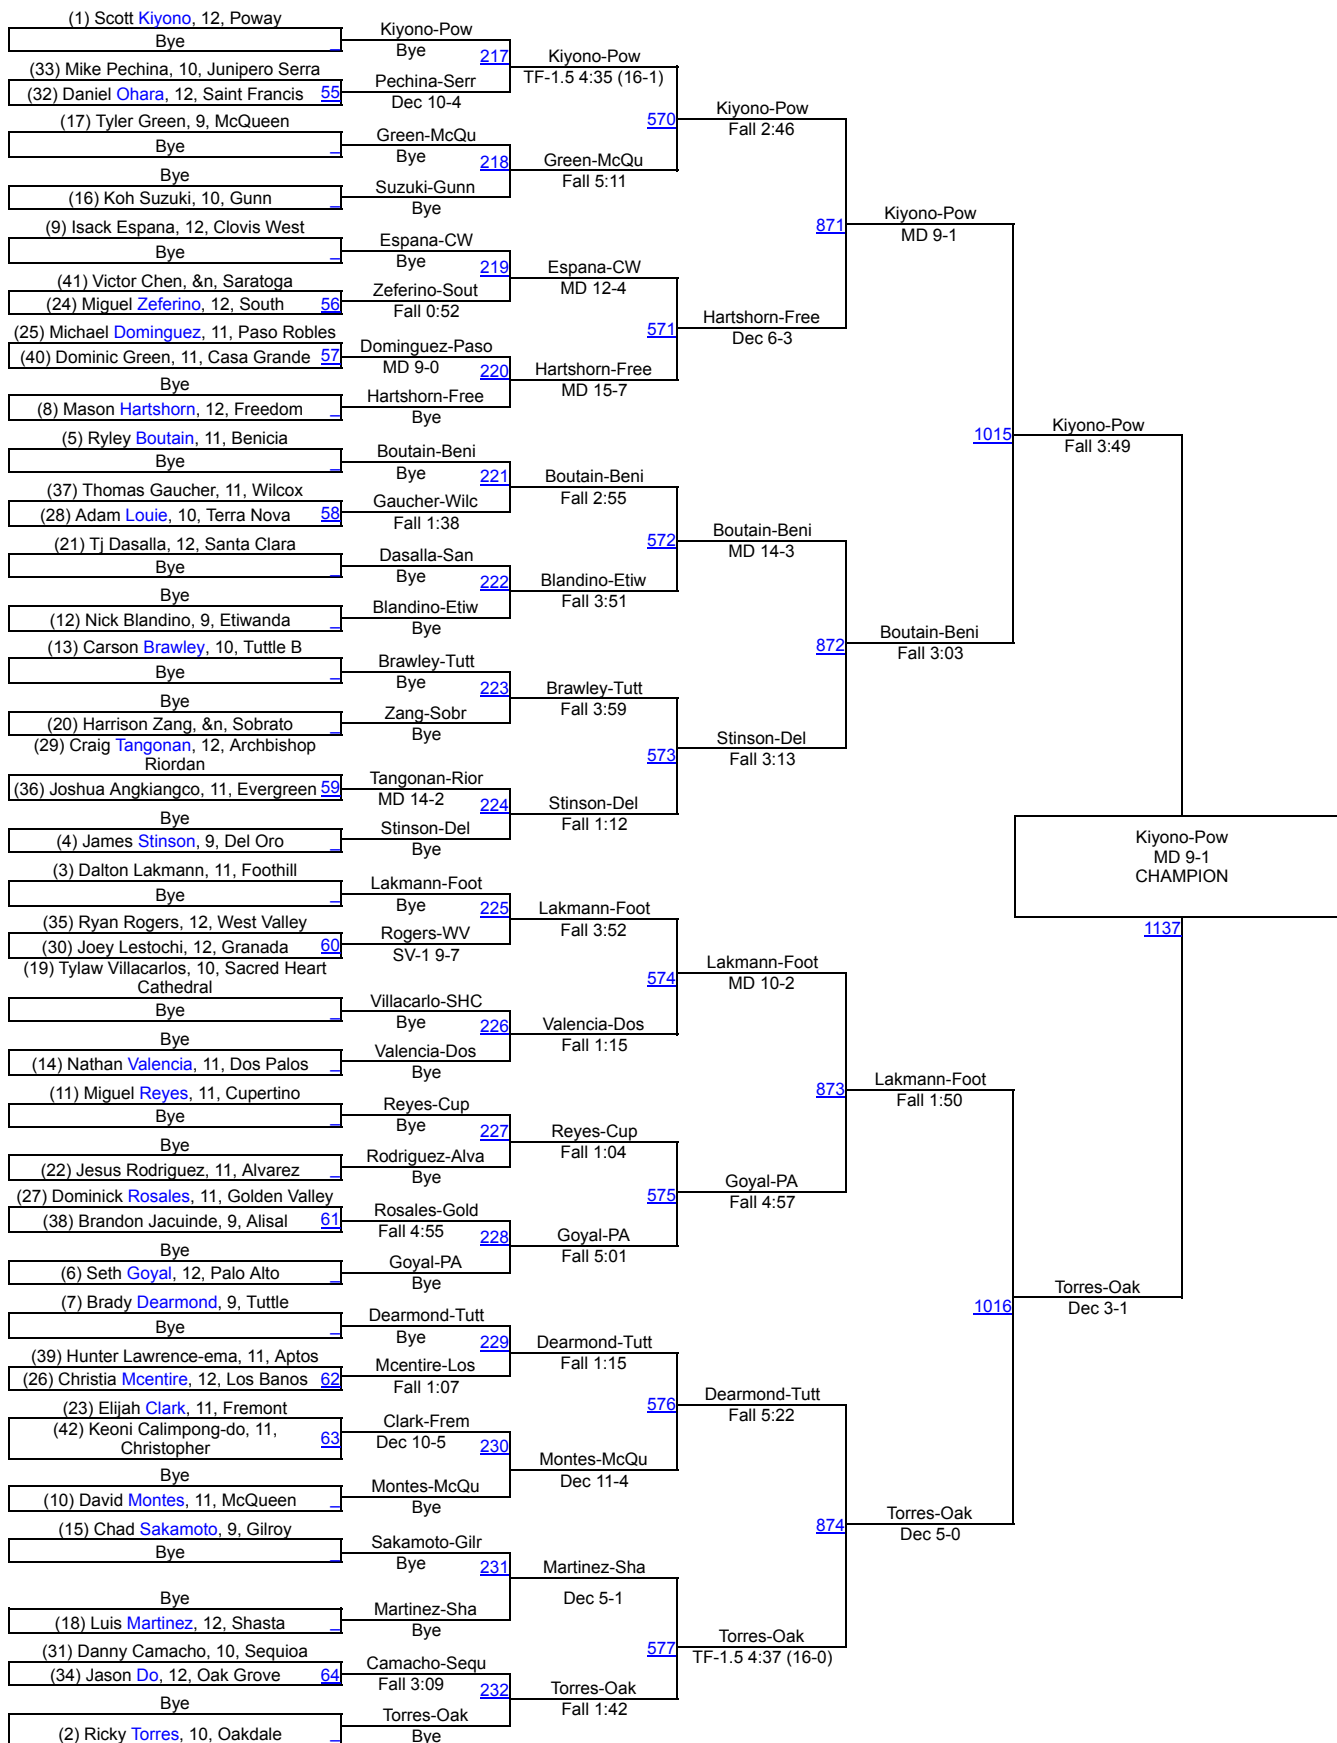 (1) Scott Kiyono, 12, Poway
Bye
(33) Mike Pechina, 10, Junipero Serra
(32) Daniel Ohara, 12, Saint Francis 55
(17) Tyler Green, 9, McQueen
Bye
Bye
(16) Koh Suzuki, 10, Gunn
(9) Isack Espana, 12, Clovis West
Bye
(41) Victor Chen, &n, Saratoga
(24) Miguel Zeferino, 12, South 56
(25) Michael Dominguez, 11, Paso Robles
(40) Dominic Green, 11, Casa Grande 57
Bye
(8) Mason Hartshorn, 12, Freedom
(5) Ryley Boutain, 11, Benicia
Bye
(37) Thomas Gaucher, 11, Wilcox
(28) Adam Louie, 10, Terra Nova 58
(21) Tj Dasalla, 12, Santa Clara
Bye
Bye
(12) Nick Blandino, 9, Etiwanda
(13) Carson Brawley, 10, Tuttle B
Bye
Bye
(20) Harrison Zang, &n, Sobrato
(29) Craig Tangonan, 12, Archbishop
Riordan
(36) Joshua Angkiangco, 11, Evergreen 59
Bye
(4) James Stinson, 9, Del Oro
(3) Dalton Lakmann, 11, Foothill
Bye
(35) Ryan Rogers, 12, West Valley
(30) Joey Lestochi, 12, Granada 60
(19) Tylaw Villacarlos, 10, Sacred Heart
Cathedral
Bye
Bye
(14) Nathan Valencia, 11, Dos Palos
(11) Miguel Reyes, 11, Cupertino
Bye
Bye
(22) Jesus Rodriguez, 11, Alvarez
(27) Dominick Rosales, 11, Golden Valley
(38) Brandon Jacuinde, 9, Alisal 61
Bye
(6) Seth Goyal, 12, Palo Alto
(7) Brady Dearmond, 9, Tuttle
Bye
(39) Hunter Lawrence-ema, 11, Aptos
(26) Christia Mcentire, 12, Los Banos 62
(23) Elijah Clark, 11, Fremont
(42) Keoni Calimpong-do, 11,
Christopher
63
Bye
(10) David Montes, 11, McQueen
(15) Chad Sakamoto, 9, Gilroy
Bye
Bye
(18) Luis Martinez, 12, Shasta
(31) Danny Camacho, 10, Sequioa
(34) Jason Do, 12, Oak Grove 64
Bye
(2) Ricky Torres, 10, Oakdale
Kiyono-Pow
Bye
217
Pechina-Serr
Dec 10-4
Green-McQu
Bye
218
Suzuki-Gunn
Bye
Espana-CW
Bye
219
Zeferino-Sout
Fall 0:52
Dominguez-Paso
MD 9-0
220
Hartshorn-Free
Bye
Boutain-Beni
Bye
221
Gaucher-Wilc
Fall 1:38
Dasalla-San
Bye
222
Blandino-Etiw
Bye
Brawley-Tutt
Bye
223
Zang-Sobr
Bye
Tangonan-Rior
MD 14-2
224
Stinson-Del
Bye
Lakmann-Foot
Bye
225
Rogers-WV
SV-1 9-7
Villacarlo-SHC
Bye
226
Valencia-Dos
Bye
Reyes-Cup
Bye
227
Rodriguez-Alva
Bye
Rosales-Gold
Fall 4:55
228
Goyal-PA
Bye
Dearmond-Tutt
Bye
229
Mcentire-Los
Fall 1:07
Clark-Frem
Dec 10-5
230
Montes-McQu
Bye
Sakamoto-Gilr
Bye
231
Martinez-Sha
Bye
Camacho-Sequ
Fall 3:09
232
Torres-Oak
Bye
Kiyono-Pow
TF-1.5 4:35 (16-1)
570
Green-McQu
Fall 5:11
Espana-CW
MD 12-4
571
Hartshorn-Free
MD 15-7
Boutain-Beni
Fall 2:55
572
Blandino-Etiw
Fall 3:51
Brawley-Tutt
Fall 3:59
573
Stinson-Del
Fall 1:12
Lakmann-Foot
Fall 3:52
574
Valencia-Dos
Fall 1:15
Reyes-Cup
Fall 1:04
575
Goyal-PA
Fall 5:01
Dearmond-Tutt
Fall 1:15
576
Montes-McQu
Dec 11-4
Martinez-Sha
Dec 5-1
577
Torres-Oak
Fall 1:42
Kiyono-Pow
Fall 2:46
871
Hartshorn-Free
Dec 6-3
Boutain-Beni
MD 14-3
872
Stinson-Del
Fall 3:13
Lakmann-Foot
MD 10-2
873
Goyal-PA
Fall 4:57
Dearmond-Tutt
Fall 5:22
874
Torres-Oak
TF-1.5 4:37 (16-0)
Kiyono-Pow
MD 9-1
1015
Boutain-Beni
Fall 3:03
Lakmann-Foot
Fall 1:50
1016
Torres-Oak
Dec 5-0
Kiyono-Pow
Fall 3:49
Torres-Oak
Dec 3-1
Kiyono-Pow
MD 9-1
CHAMPION
1137